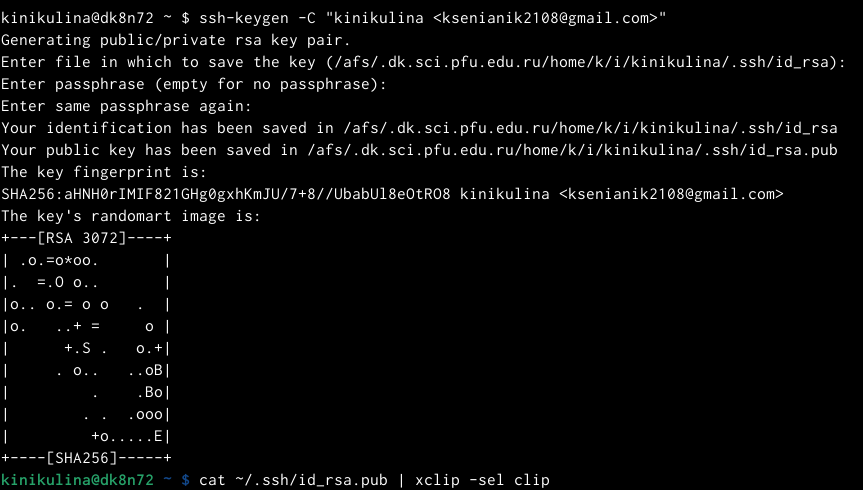 kinikulina@dk8n72 ~ $ ssh-keygen -C "kinikulina <ksenianik2108@gmail.com>"
Generating public/private rsa key pair.
Enter file in which to save the key (/afs/.dk.sci.pfu.edu.ru/home/k/i/kinikulina/.ssh/id_rsa):
Enter passphrase (empty for no passphrase):
Enter same passphrase again:
Your identification has been saved in /afs/.dk.sci.pfu.edu.ru/home/k/i/kinikulina/.ssh/id_rsa
Your public key has been saved in /afs/.dk.sci.pfu.edu.ru/home/k/i/kinikulina/.ssh/id_rsa.pub
The key fingerprint is:
SHA256:aHNH0rIMIF821GHg0gxhKmJU/7+8//UbabUl8eOtRO8 kinikulina <ksenianik2108@gmail.com>
The key's randomart image is:
+---[RSA 3072]----+
| .o.=o*oo.       |
|.  =.O o..       |
|o.. o.= o o   .  |
|o.   ..+ =     o |
|      +.S .   o.+|
|     . o..   ..oB|
|         .    .Bo|
|        . .  .ooo|
|         +o.....E|
+----[SHA256]-----+
kinikulina@dk8n72 ~ $ cat ~/.ssh/id_rsa.pub | xclip -sel clip